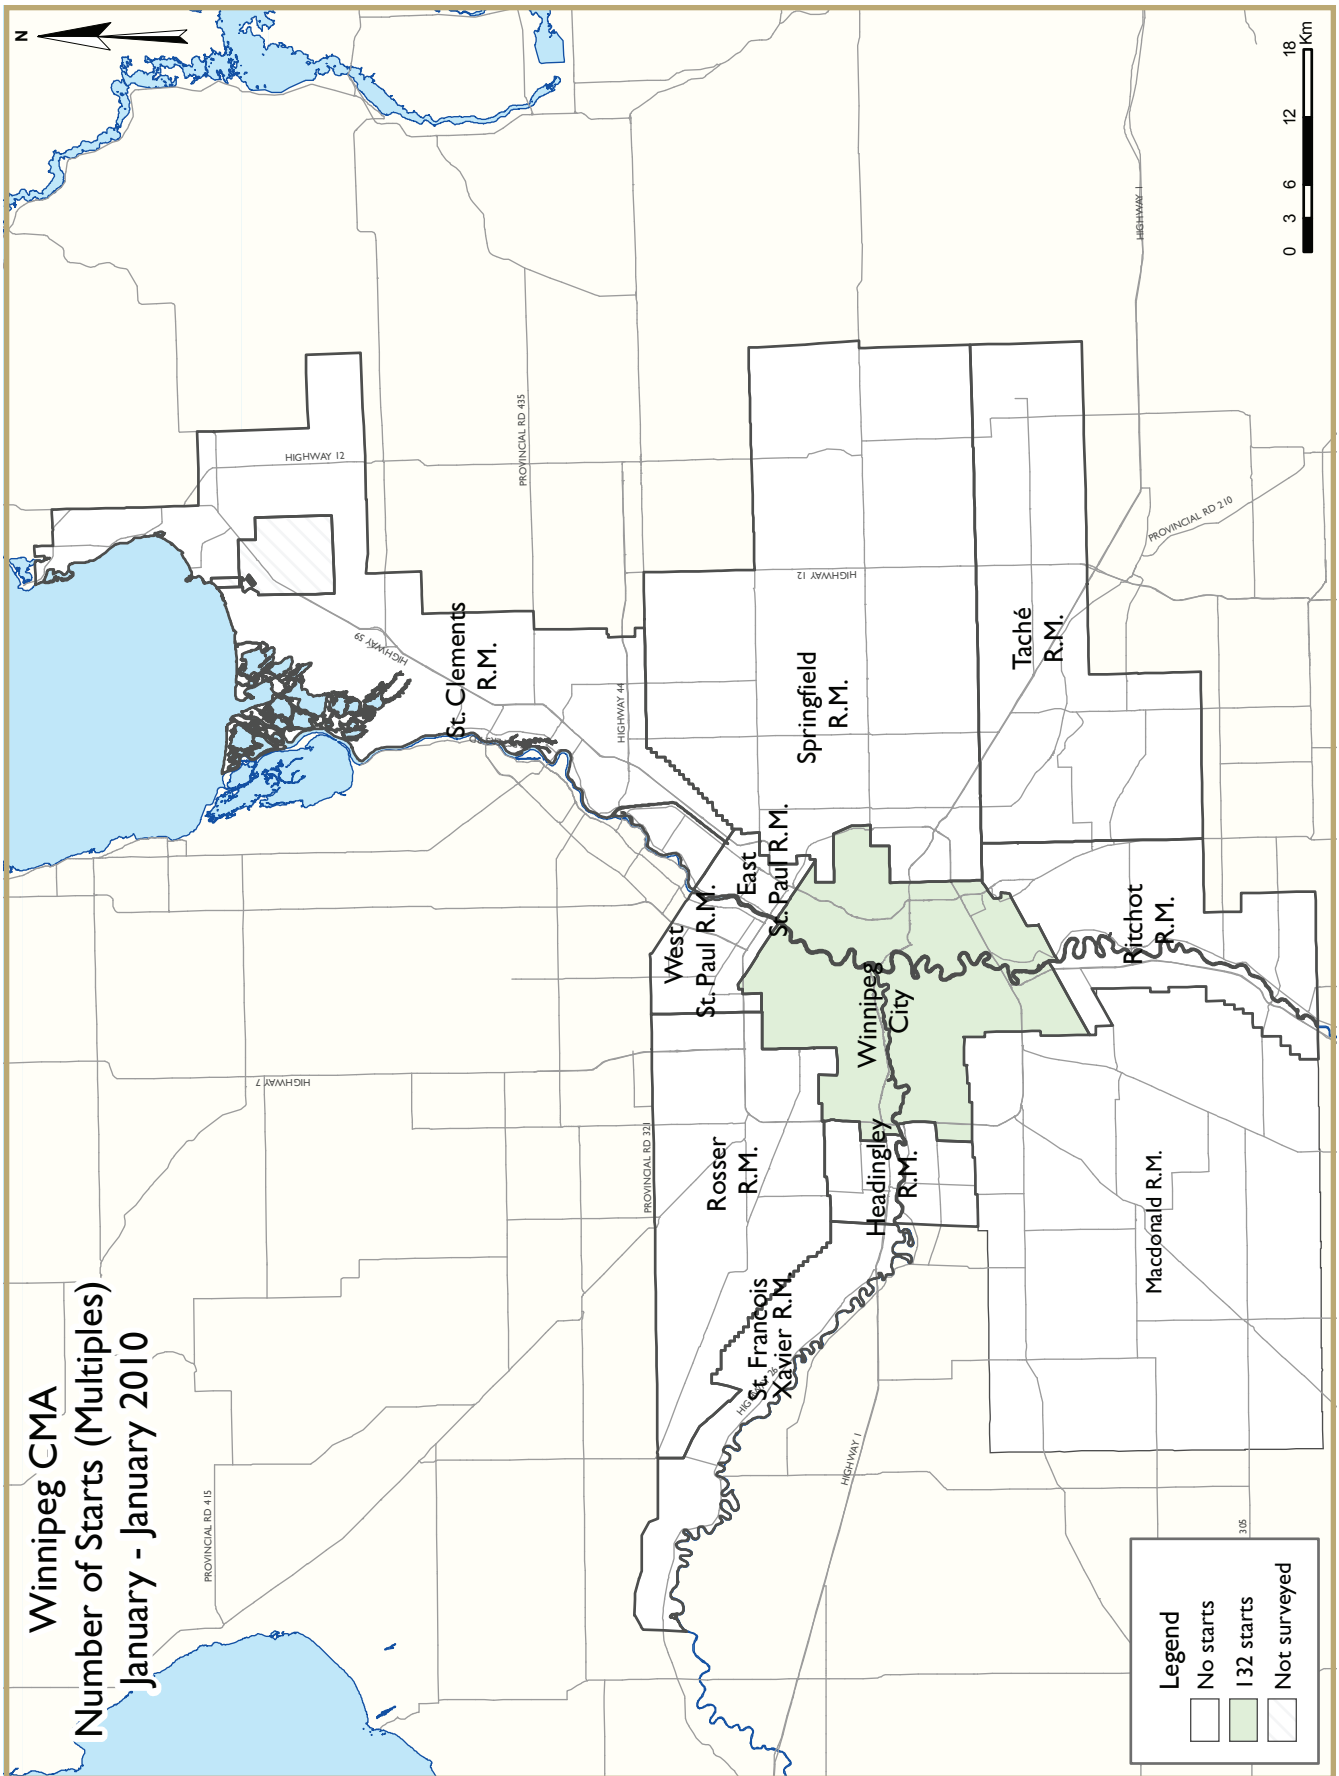 Winnipeg CMA
Number of Starts (Multiples)
January - January 2010
N
HIGHWAY 12
HIGHWAY 59
St. Clements
R.M.
PROVINCIAL RD 435
PROVINCIAL RD 415
HIGHWAY 7
HIGHWAY 44
PROVINCIAL RD 321
West
St. Paul R.M.
East
St. Paul R.M.
Rosser
R.M.
Springfield
R.M.
HIGHWAY 12
St. Francois
Xavier R.M.
Winnipeg
City
Headingley
R.M.
HIGHWAY 1
HIGHWAY 1
Taché
R.M.
PROVINCIAL RD 210
Ritchot
R.M.
Macdonald R.M.
305
Legend
No starts
132 starts
Not surveyed
0 3 6 12 18
Km